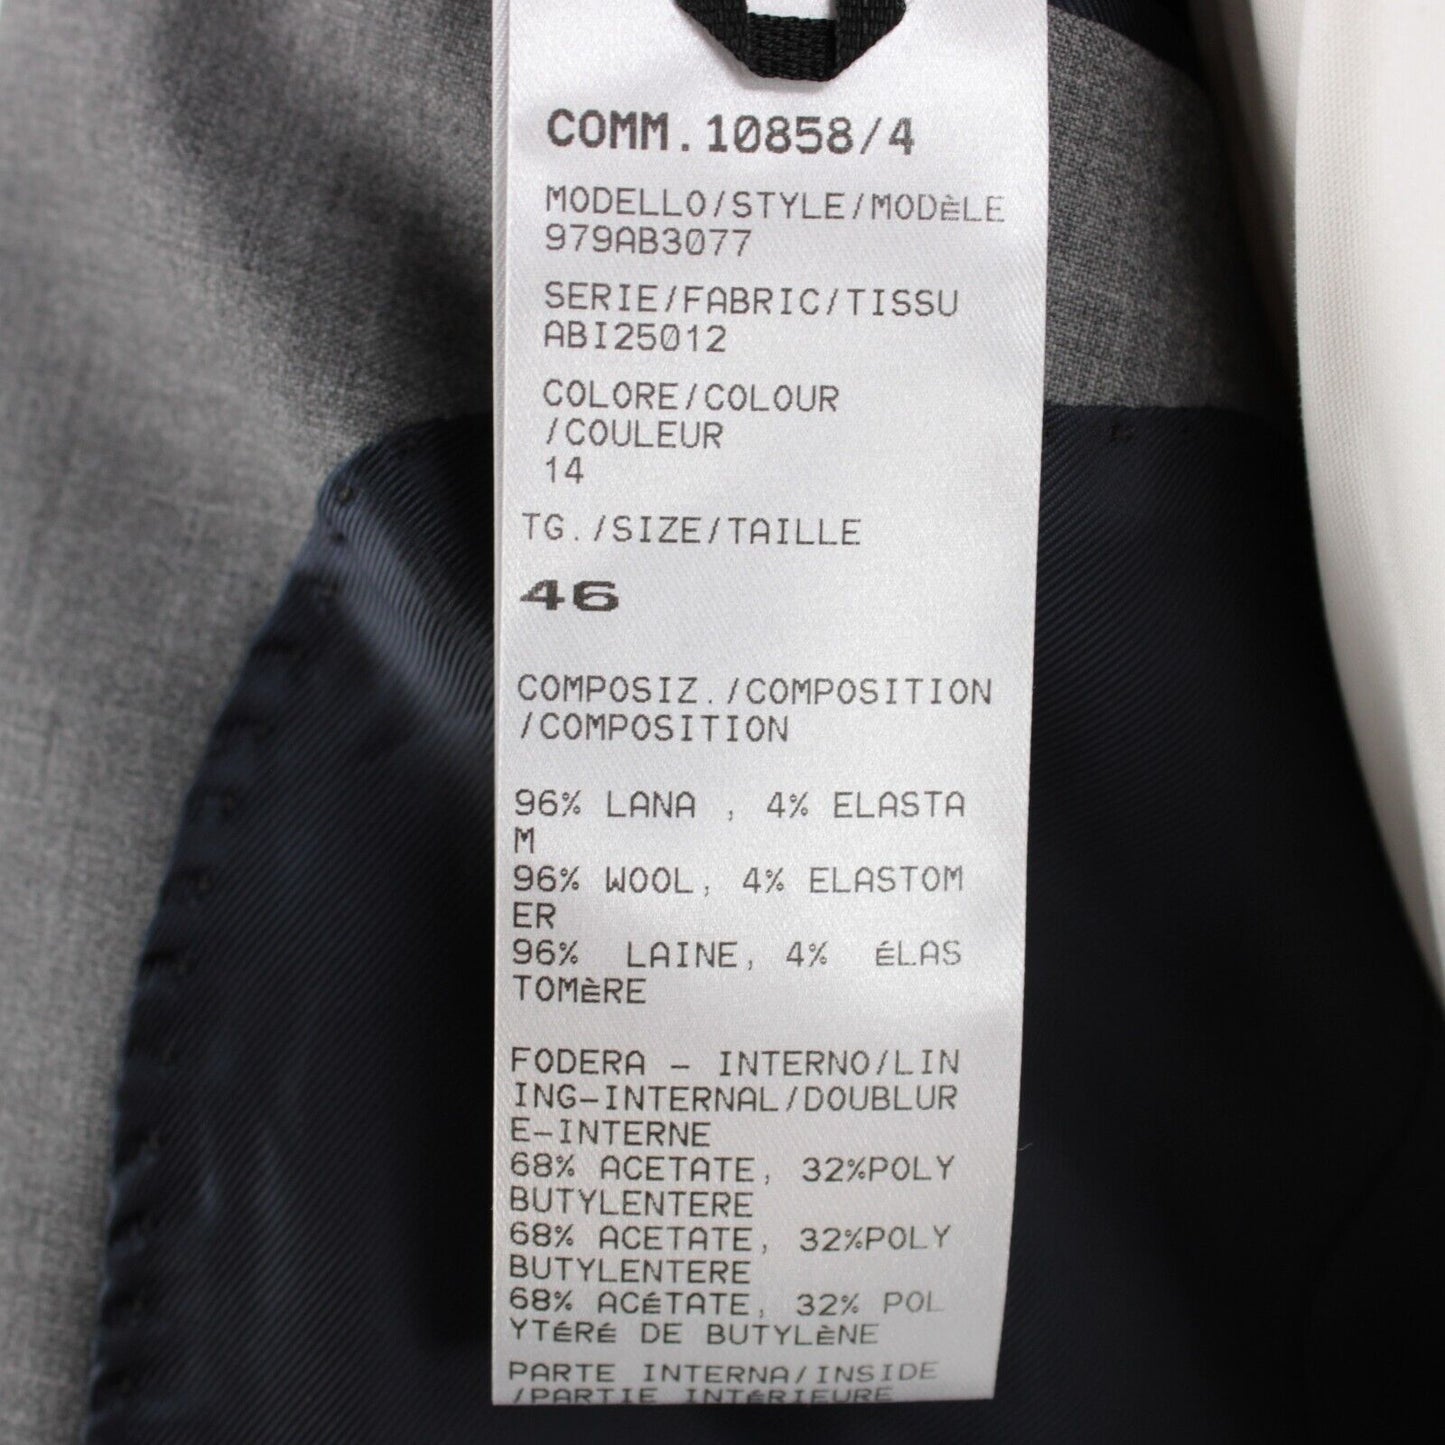 COMM.10858/4
MODELLO/STYLE/MODÈLE
979AB3077
SERIE/FABRIC/TISSU
ABI25012
COLORE/COLOUR
/COULEUR
14
TG./SIZE/TAILLE
46
COMPOSIZ./COMPOSITION
/COMPOSITION
96% LANA , 4% ELASTA
M
96% WOOL, 4% ELASTOM
ER
96% LAINE, 4% ÉLAS
TOMÈRE
FODERA - INTERNO/LIN
ING-INTERNAL/DOUBLUR
E-INTERNE
68% ACETATE, 32%POLY
BUTYLENTERE
68% ACETATE, 32%POLY
BUTYLENTERE
68% ACÉTATE, 32% POL
YTÉRÉ DE BUTYLÈNE
PARTE INTERNA/INSIDE
/PARTIE INTÉRIEURE